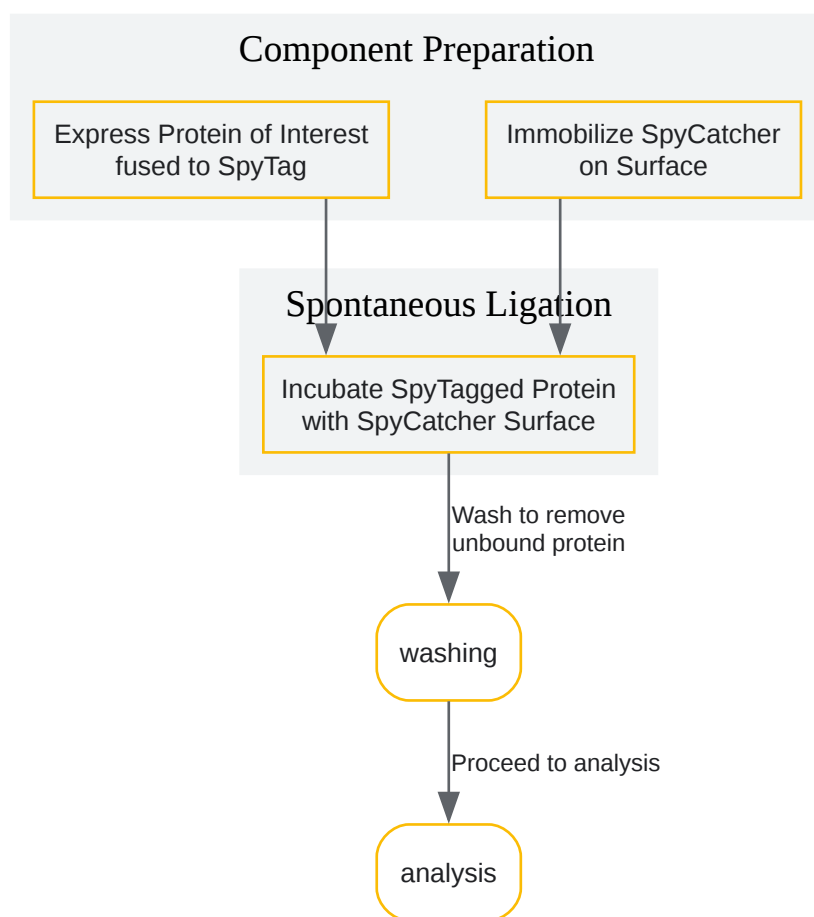 Component Preparation
Express Protein of Interest
fused to SpyTag
Immobilize SpyCatcher
on Surface
Spontaneous Ligation
Incubate SpyTagged Protein
with SpyCatcher Surface
Wash to remove
unbound protein
washing
Proceed to analysis
analysis